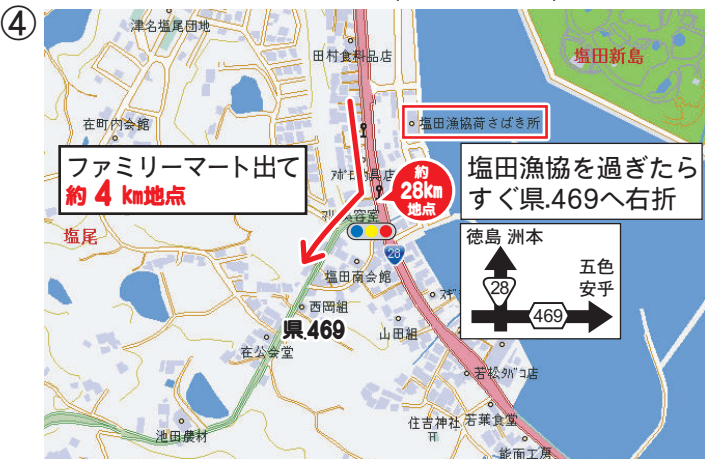 ④
津名塩尾団地
田村食料品店
塩田新島
在町内会館
塩田漁協荷さばき所
ファミリーマート出て
約 4 km地点
約
28km
地点
塩田漁協を過ぎたら
すぐ県.469へ右折
塩尾
28
徳島 洲本
28
五色
安乎
469
塩田南会館
西岡組
県.469
山田組
在公会堂
若松タバコ店
住吉神社
若葉食堂
池田農材
能面工房